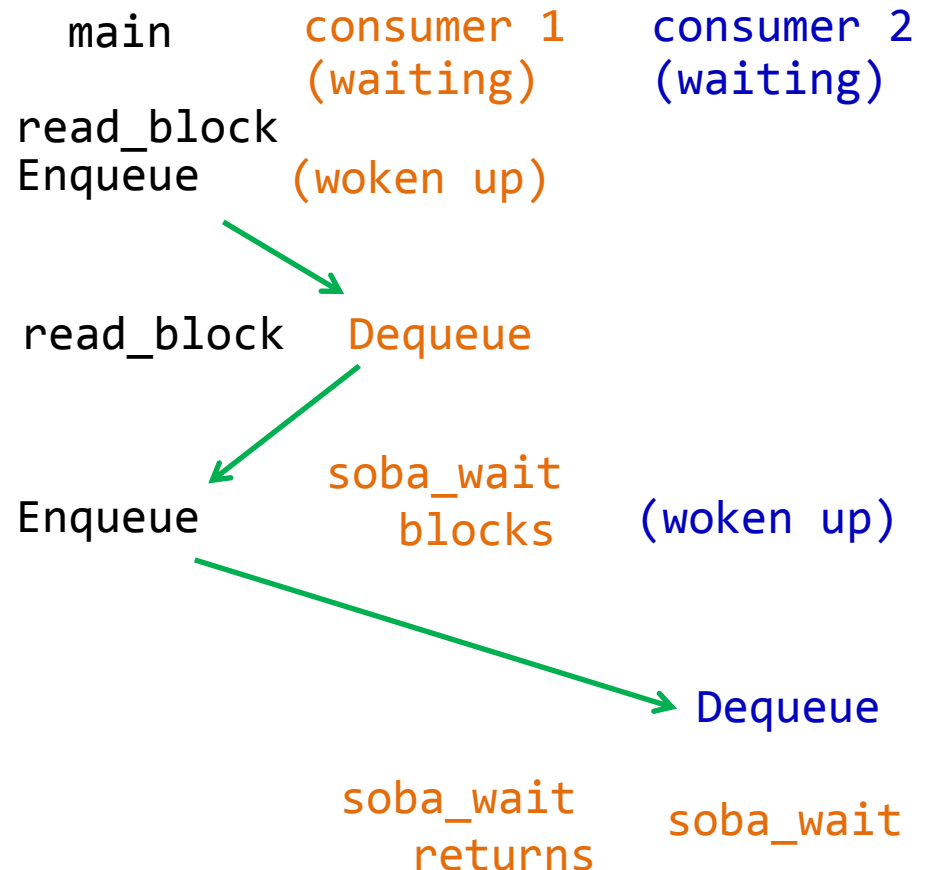 main consumer 1 consumer 2
(waiting) (waiting)
read_block
Enqueue (woken up)
read_block Dequeue
soba_wait
Enqueue blocks (woken up)
Dequeue
soba_wait soba_wait
returns